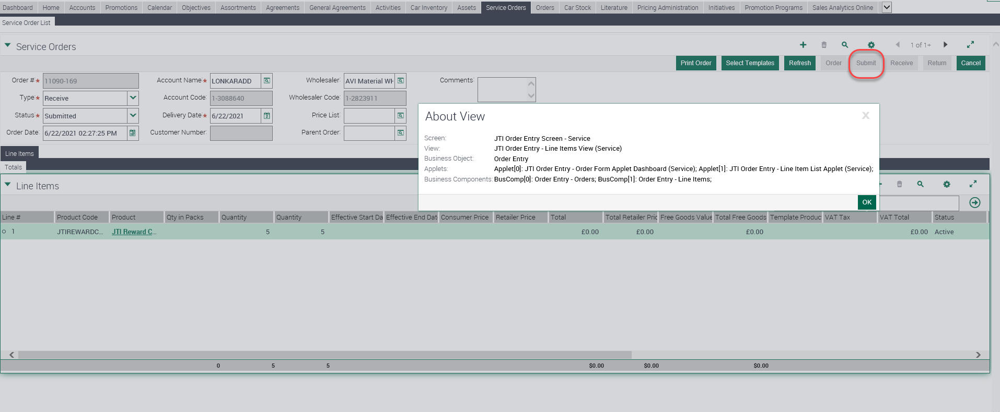 Dashboard Home Accounts Promotions Calendar Objectives Assortments Agreements General Agreements Activities Car Inventory Assets Service Orders Orders Car Stock Literature Pricing Administration Initiatives Promotion Programs Sales Analytics Online
Service Order List
Service Orders
1 of 1+
Print Order Select Templates Refresh Order Submit Receive Return Cancel
Order #: 11090-169 Account Name: LONKARADD Wholesaler: AVI Material Comments:
Type: Receive Account Code: 1-3088640 Wholesaler Code: 1-2823911
Status: Submitted Delivery Date: 6/22/2021 Price List:
Order Date: 6/22/2021 02:27:25 PM Customer Number: Parent Order:
About View
X
Screen: JTI Order Entry Screen - Service
View: JTI Order Entry - Line Items View (Service)
Business Object: Order Entry
Applets: Applet[0]: JTI Order Entry - Order Form Applet Dashboard (Service); Applet[1]: JTI Order Entry - Line Item List Applet (Service);
Business Components: BusComp[0]: Order Entry - Orders; BusComp[1]: Order Entry - Line Items;
OK
Line Items
Totals
Line Items
Line # Product Code Product Qty in Packs Quantity Quantity Effective Start Da Effective End Dat Consumer Price Retailer Price Total Total Retailer Pric Free Goods Value Total Free Goods Template Produc VAT Tax VAT Total Status
1 JTIREWARDC... JTI Reward C... 5 5 £0.00 £0.00 £0.00 £0.00 Active
0 5 5 $0.00 $0.00 $0.00